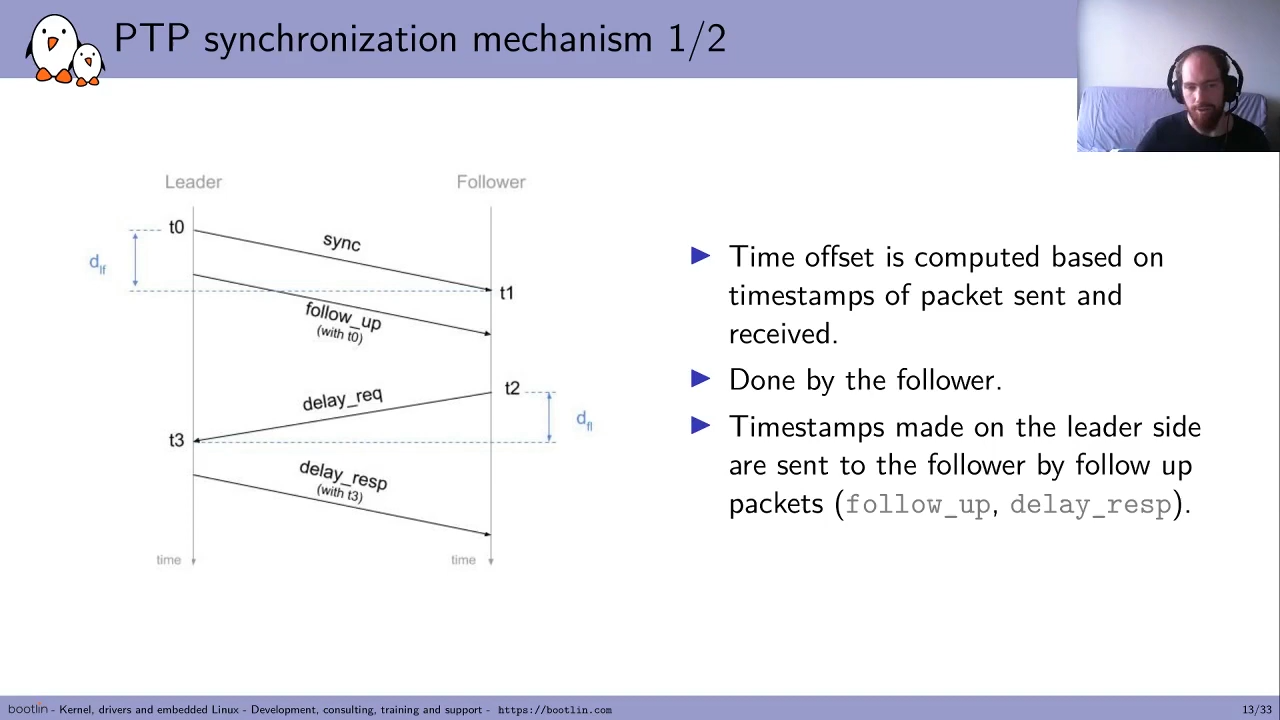 PTP synchronization mechanism 1/2
Leader
Follower
t0
sync
d_lf
t1
follow_up
(with t0)
t2
delay_req
d_fl
t3
delay_resp
(with t3)
time
time
Time offset is computed based on
timestamps of packet sent and
received.
Done by the follower.
Timestamps made on the leader side
are sent to the follower by follow up
packets (follow_up, delay_resp).
bootlin - Kernel, drivers and embedded Linux - Development, consulting, training and support - https://bootlin.com
13/33